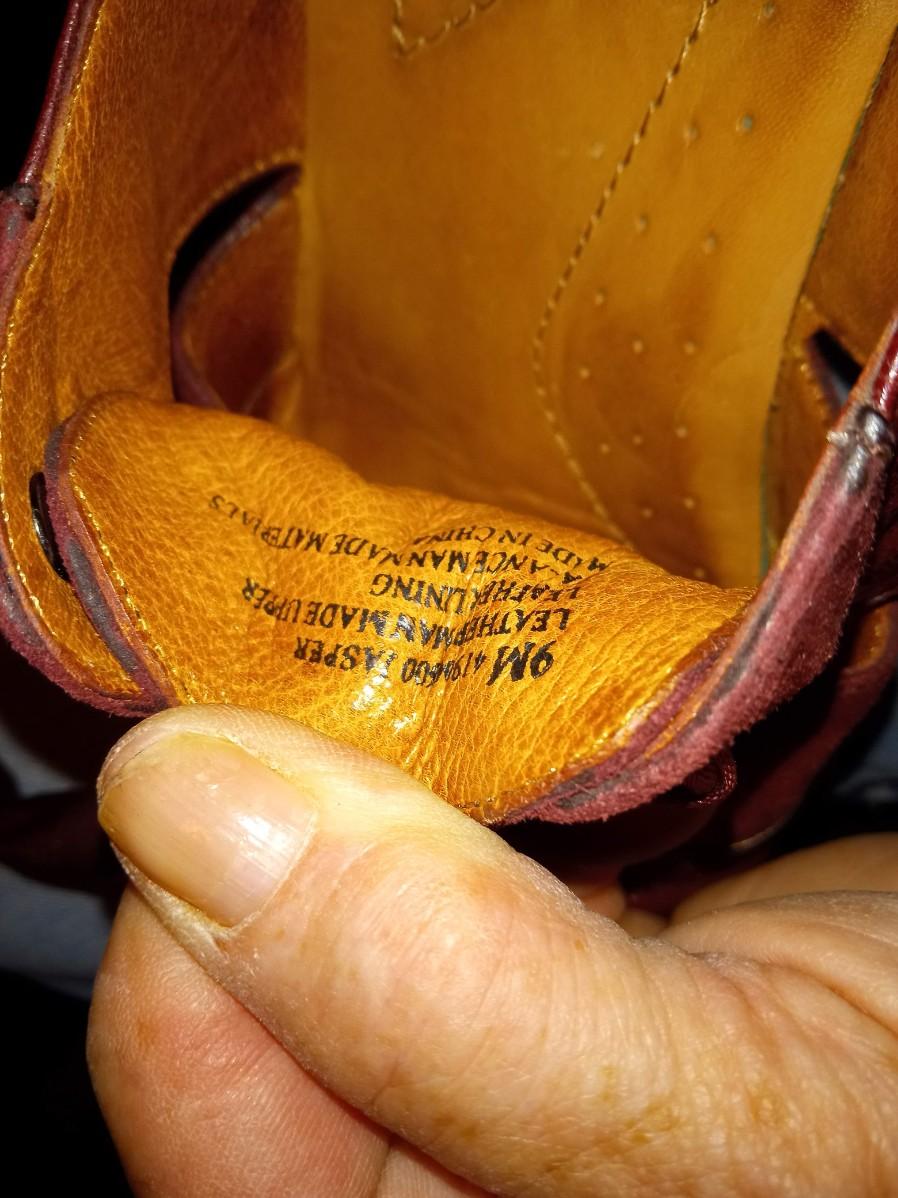 9M 4194600 JASPER
LEATHER/MAN MADE UPPER
LEATHER LINING
BALANCE MAN MADE MATERIALS
MADE IN CHINA